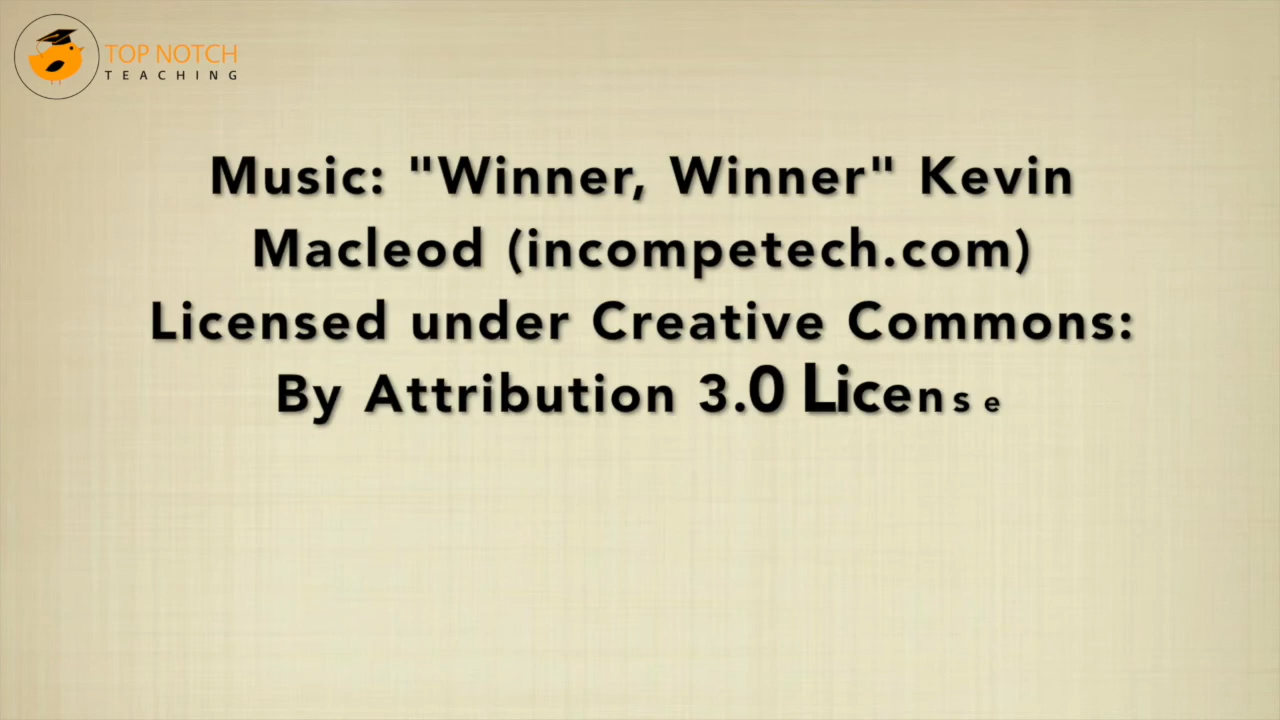 TOP NOTCH
TEACHING
Music: "Winner, Winner" Kevin
Macleod (incompetech.com)
Licensed under Creative Commons:
By Attribution 3.0 License